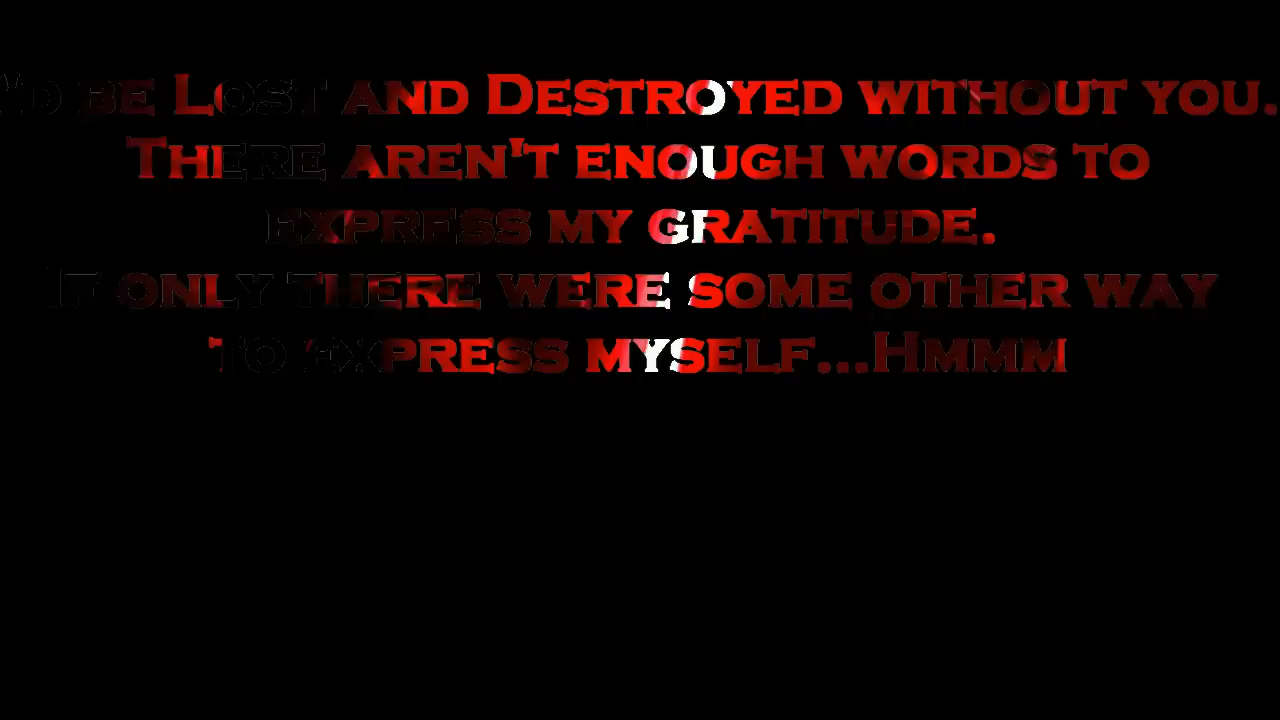 'd be Lost and Destroyed without you.
There aren't enough words to
express my gratitude.
If only there were some other way
to express myself...Hmmm